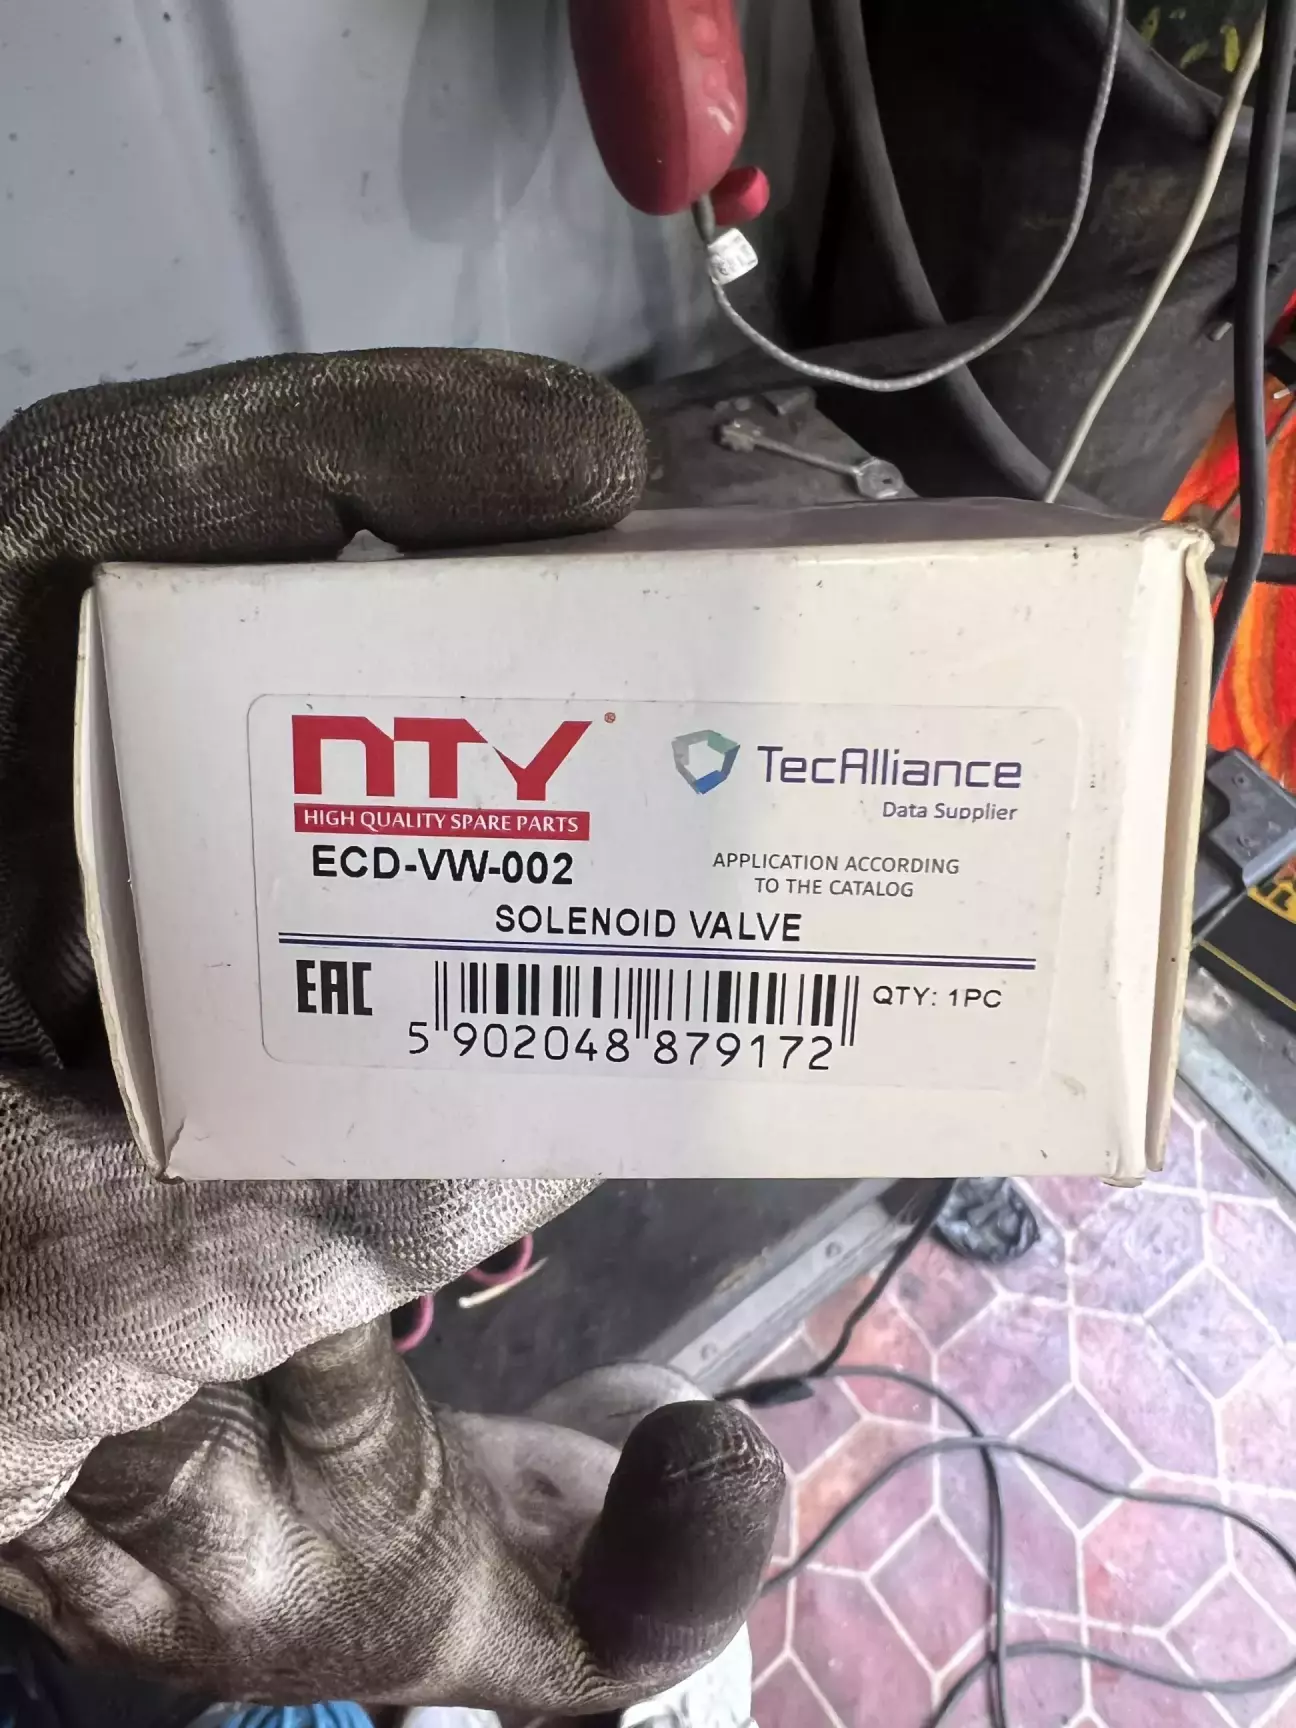 NTY®
HIGH QUALITY SPARE PARTS
TecAlliance
Data Supplier
ECD-VW-002
APPLICATION ACCORDING
TO THE CATALOG
SOLENOID VALVE
EAC
QTY: 1PC
5 902048 879172